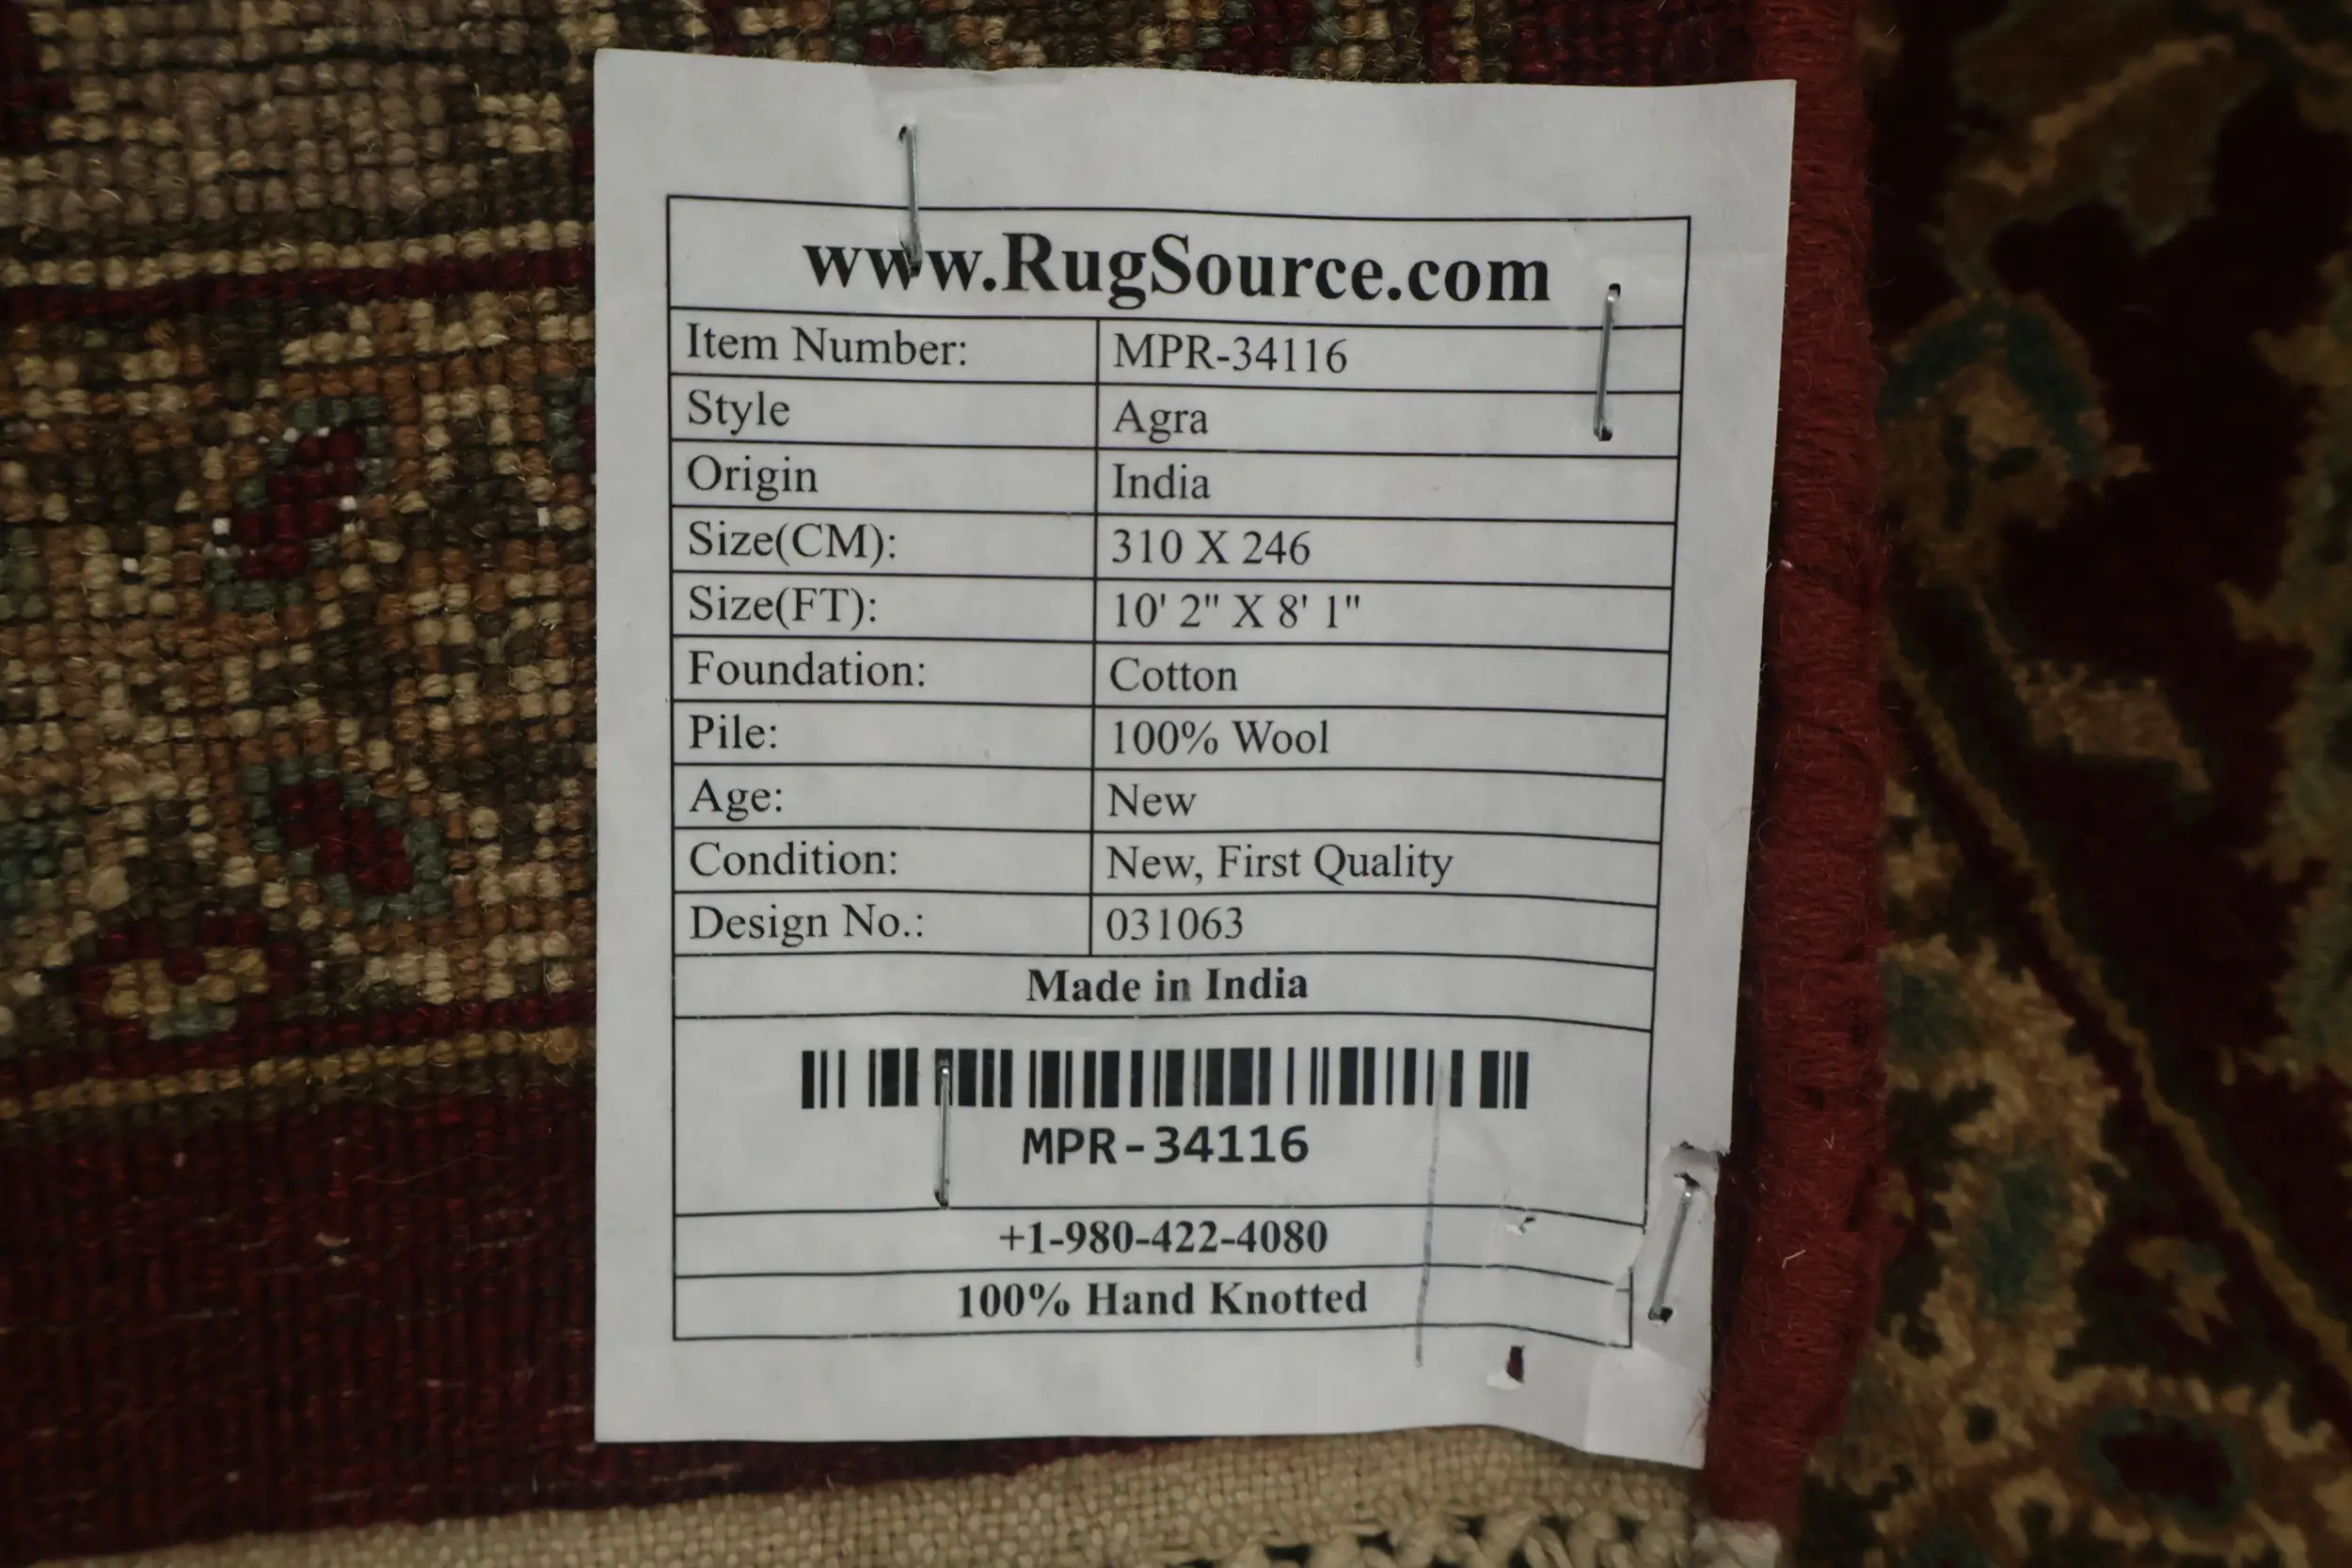 www.RugSource.com
Item Number: MPR-34116
Style Agra
Origin India
Size(CM): 310 X 246
Size(FT): 10' 2" X 8' 1"
Foundation: Cotton
Pile: 100% Wool
Age: New
Condition: New, First Quality
Design No.: 031063
Made in India
MPR-34116
+1-980-422-4080
100% Hand Knotted